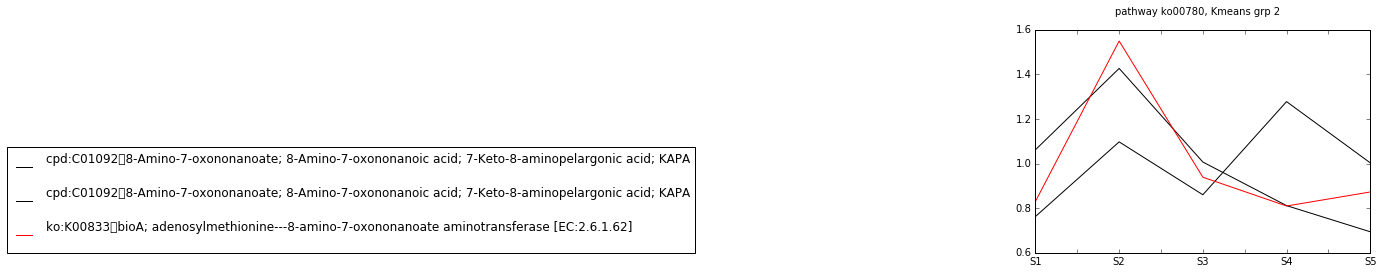 pathway ko00780, Kmeans grp 2
1.6
1.4
1.2
1.0
0.8
0.6
S1 S2 S3 S4 S5
cpd:C01092▯8-Amino-7-oxononanoate; 8-Amino-7-oxononanoic acid; 7-Keto-8-aminopelargonic acid; KAPA
cpd:C01092▯8-Amino-7-oxononanoate; 8-Amino-7-oxononanoic acid; 7-Keto-8-aminopelargonic acid; KAPA
ko:K00833▯bioA; adenosylmethionine---8-amino-7-oxononanoate aminotransferase [EC:2.6.1.62]